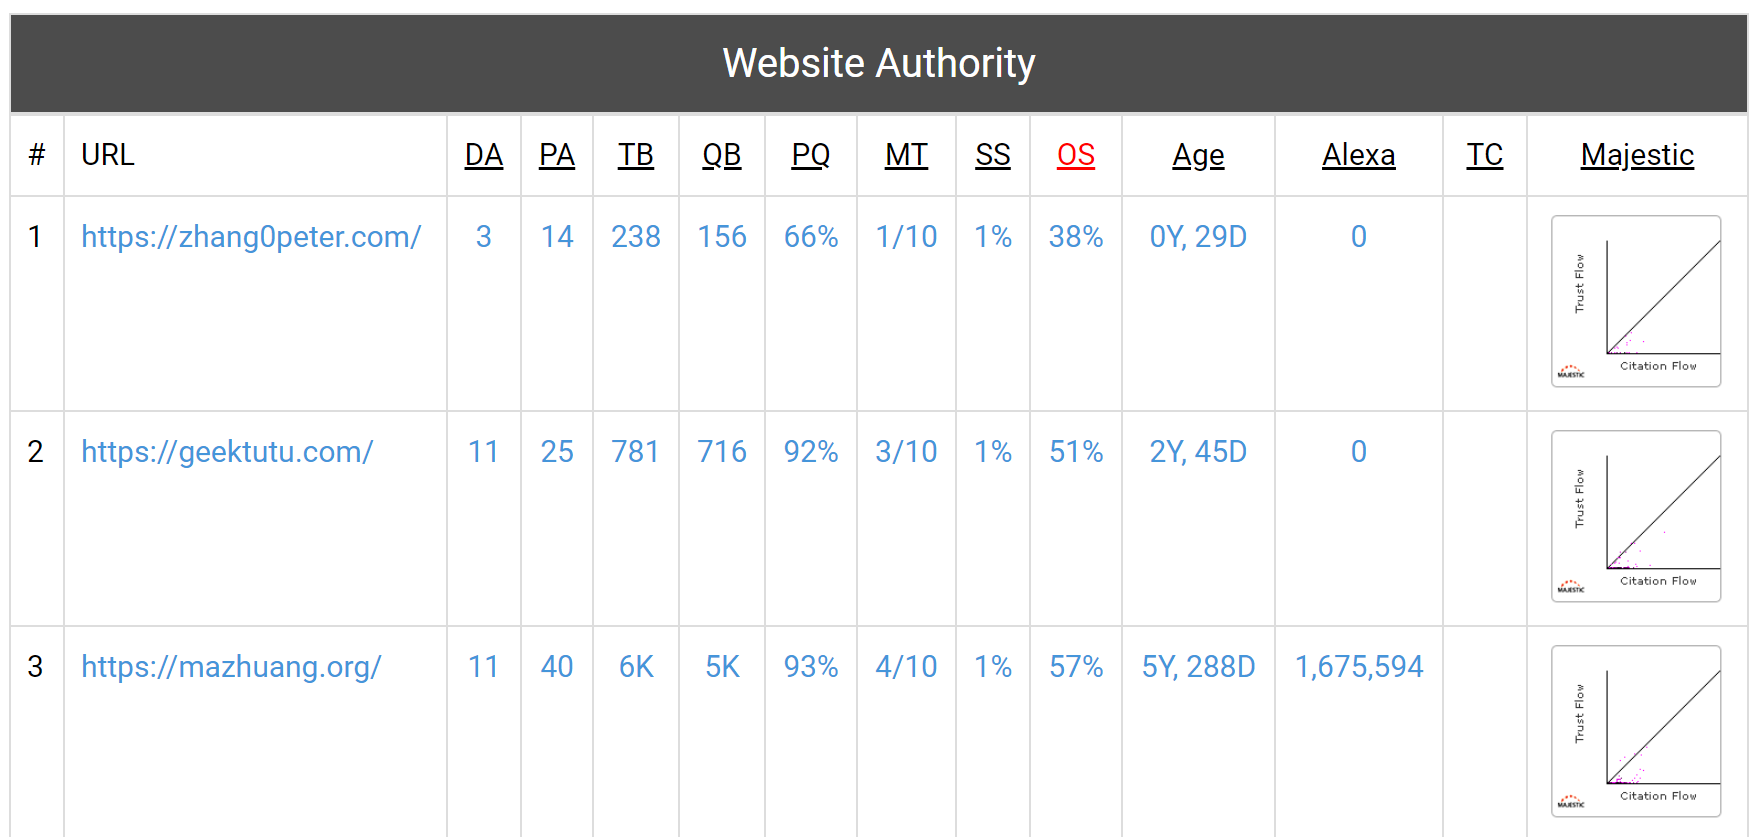 Website Authority
# URL DA PA TB QB PQ MT SS OS Age Alexa TC Majestic
1 https://zhang0peter.com/ 3 14 238 156 66% 1/10 1% 38% 0Y, 29D 0
Trust Flow
Citation Flow
MAJESTIC
2 https://geektutu.com/ 11 25 781 716 92% 3/10 1% 51% 2Y, 45D 0
Trust Flow
Citation Flow
MAJESTIC
3 https://mazhuang.org/ 11 40 6K 5K 93% 4/10 1% 57% 5Y, 288D 1,675,594
Trust Flow
Citation Flow
MAJESTIC